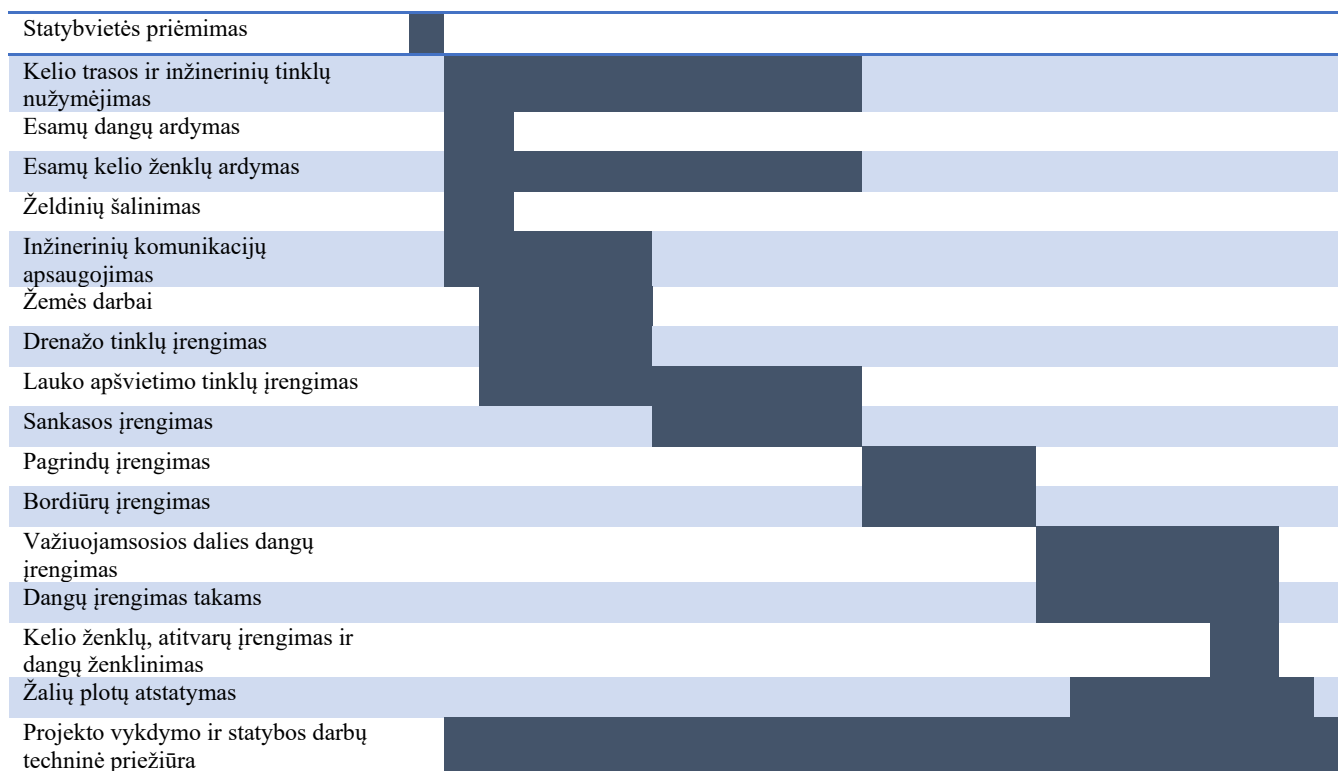 Statybvietės priėmimas
Kelio trasos ir inžinerinių tinklų
nužymėjimas
Esamų dangų ardymas
Esamų kelio ženklų ardymas
Želdinių šalinimas
Inžinerinių komunikacijų
apsaugojimas
Žemės darbai
Drenažo tinklų įrengimas
Lauko apšvietimo tinklų įrengimas
Sankasos įrengimas
Pagrindų įrengimas
Bordiūrų įrengimas
Važiuojamsosios dalies dangų
įrengimas
Dangų įrengimas takams
Kelio ženklų, atitvarų įrengimas ir
dangų ženklinimas
Žalių plotų atstatymas
Projekto vykdymo ir statybos darbų
techninė priežiūra